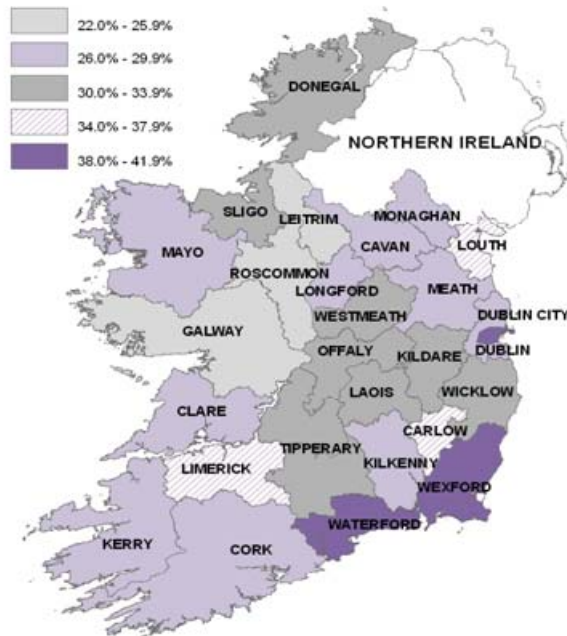 22.0% - 25.9%
26.0% - 29.9%
30.0% - 33.9%
34.0% - 37.9%
38.0% - 41.9%
DONEGAL
NORTHERN IRELAND
SLIGO
LEITRIM
MONAGHAN
CAVAN
LOUTH
MAYO
ROSCOMMON
LONGFORD
MEATH
WESTMEATH
DUBLIN CITY
GALWAY
OFFALY
KILDARE
DUBLIN
LAOIS
WICKLOW
CLARE
CARLOW
TIPPERARY
LIMERICK
KILKENNY
WEXFORD
WATERFORD
KERRY
CORK